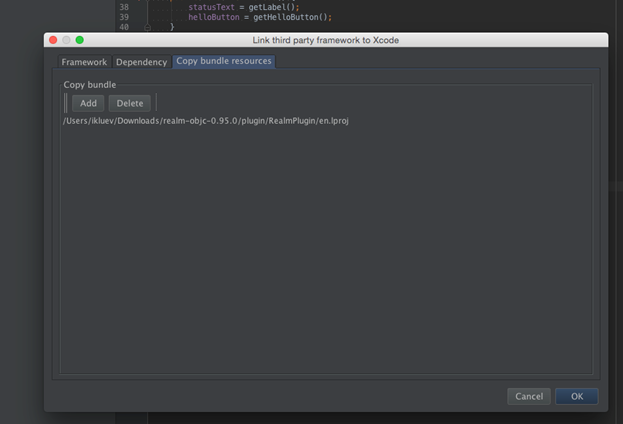 38 statusText = getLabel();
39 helloButton = getHelloButton();
40 }
Link third party framework to Xcode
Framework Dependency Copy bundle resources
Copy bundle
Add Delete
/Users/ikluev/Downloads/realm-objc-0.95.0/plugin/RealmPlugin/en.lproj
Cancel OK